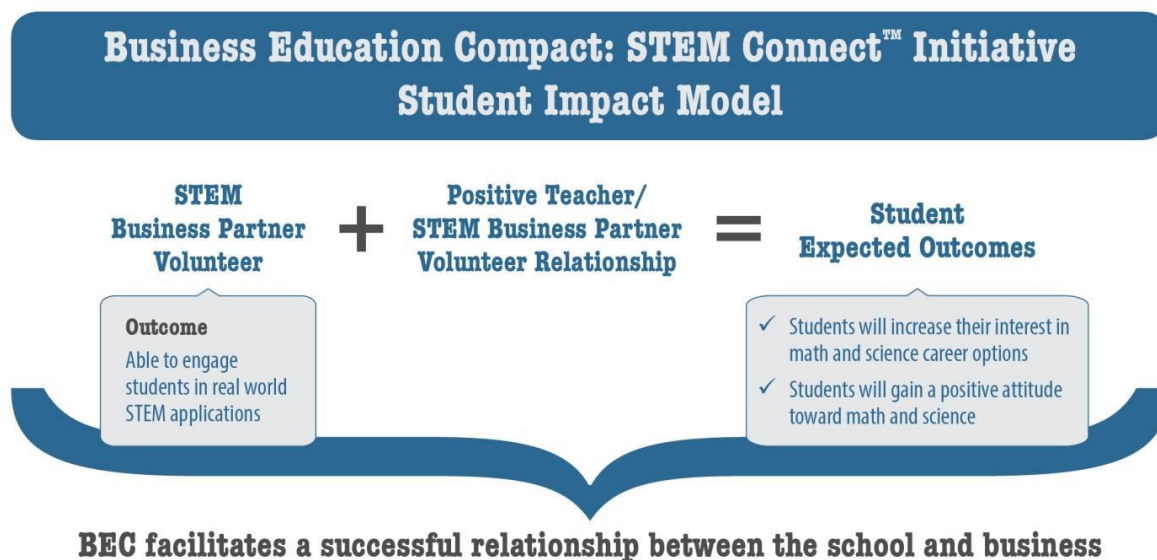 Business Education Compact: STEM Connect™ Initiative
Student Impact Model
STEM
Business Partner
Volunteer
+
Positive Teacher/
STEM Business Partner
Volunteer Relationship
=
Student
Expected Outcomes
Outcome
Able to engage
students in real world
STEM applications
✓ Students will increase their interest in
math and science career options
✓ Students will gain a positive attitude
toward math and science
BEC facilitates a successful relationship between the school and business